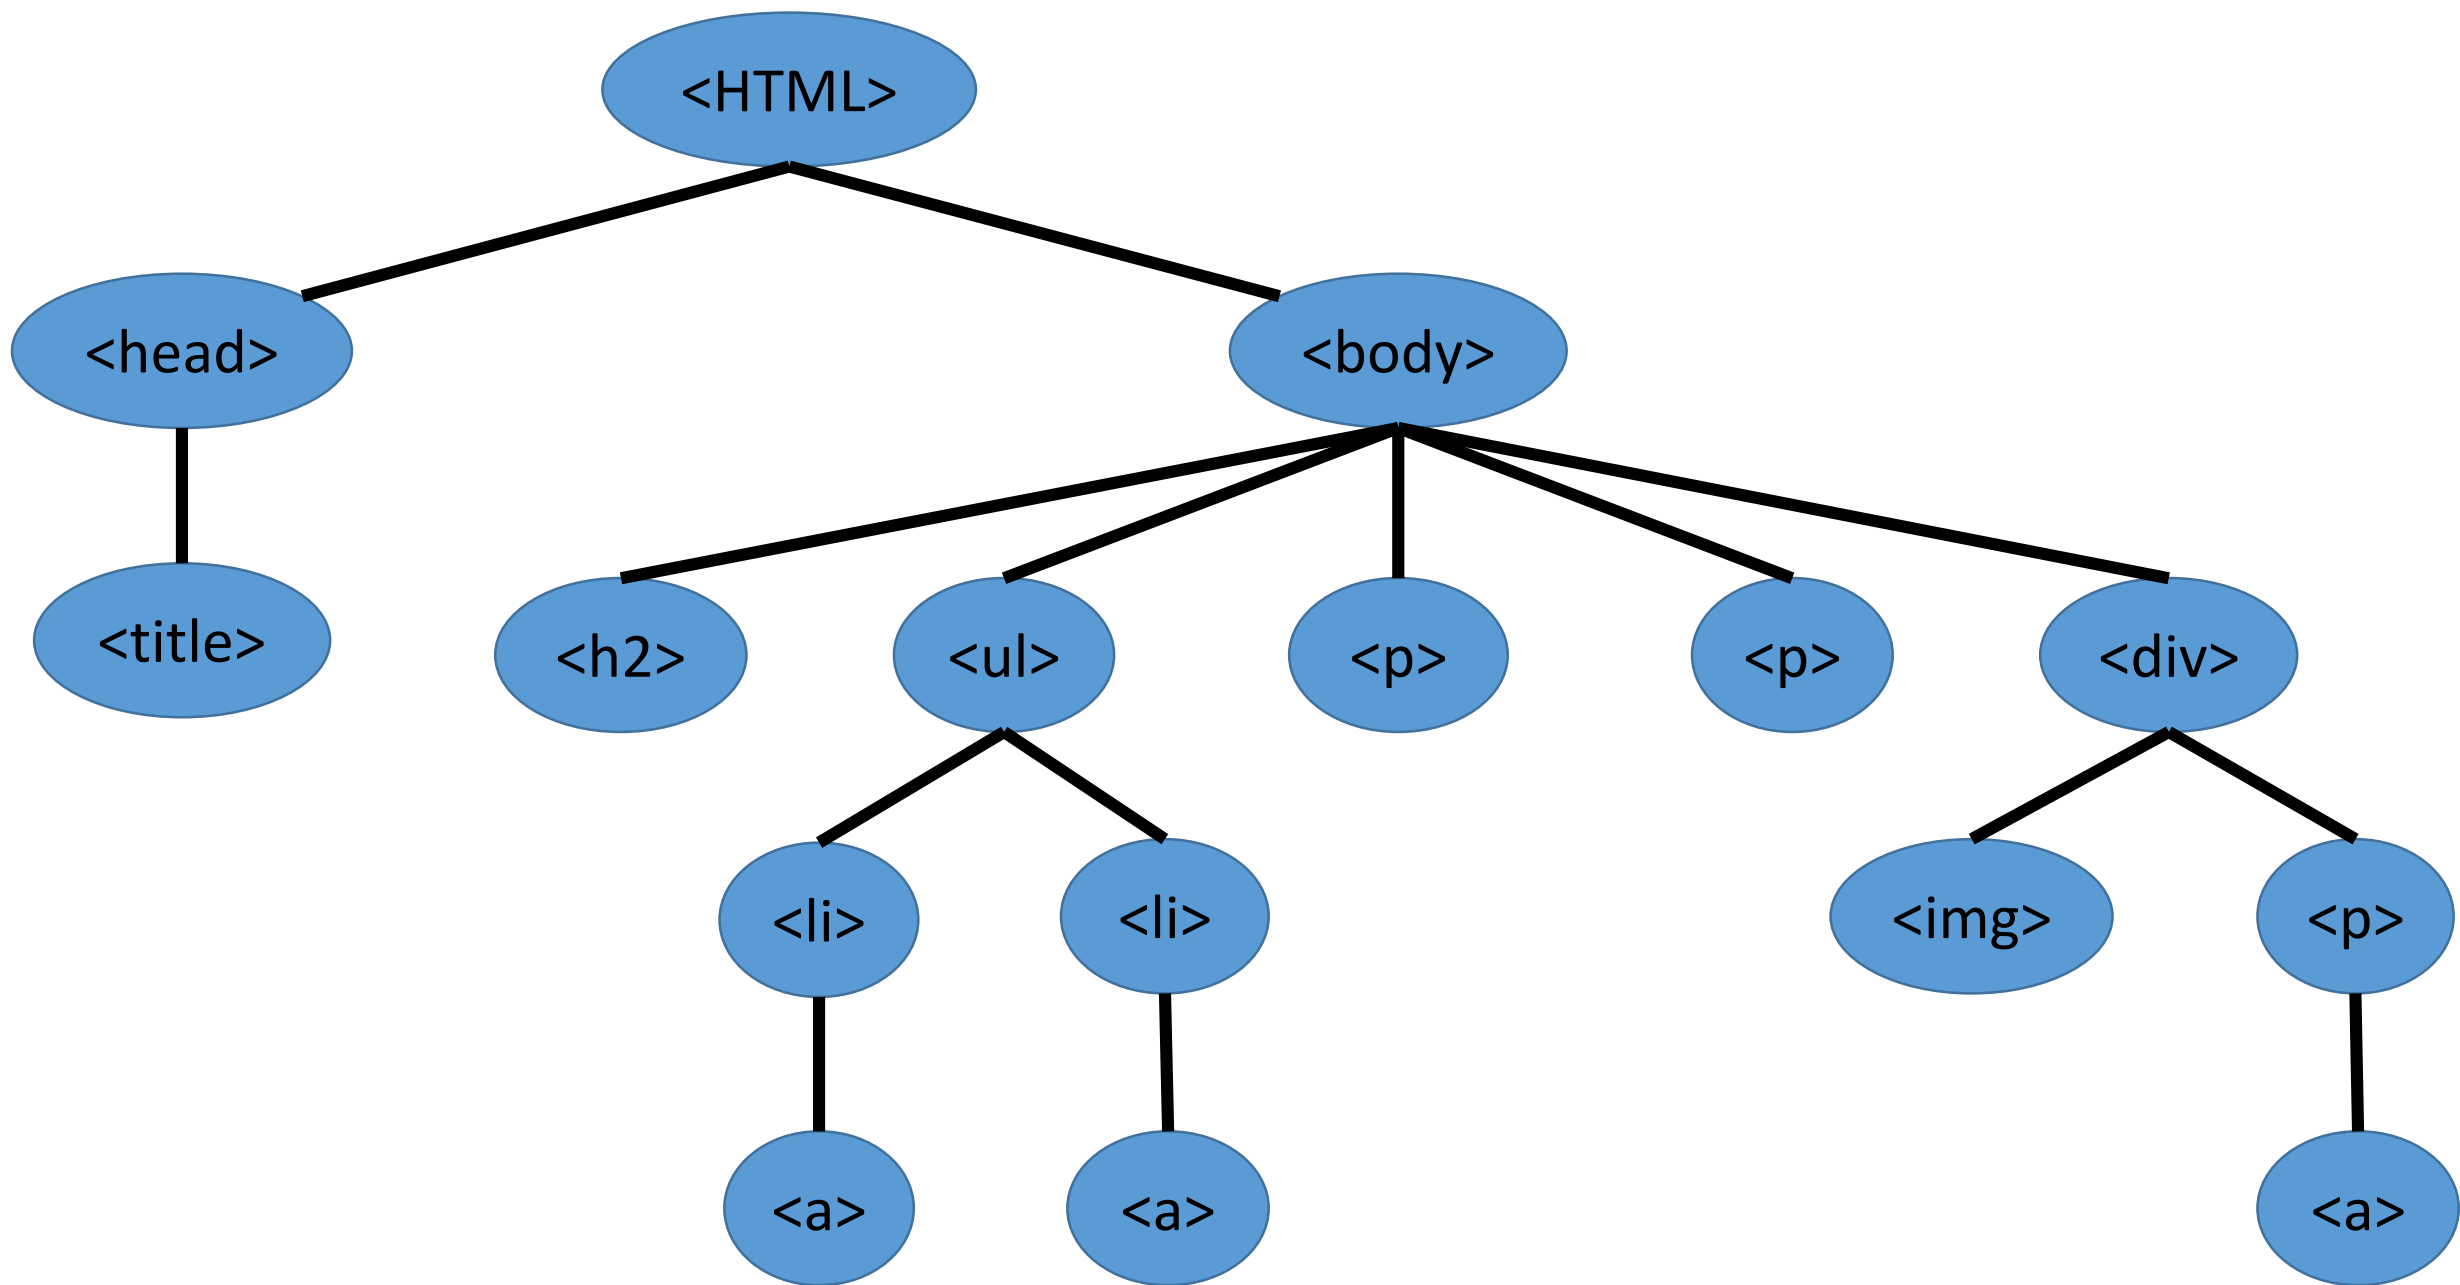 <HTML>
<head>
<body>
<title>
<h2>
<ul>
<p>
<p>
<div>
<li>
<li>
<img>
<p>
<a>
<a>
<a>